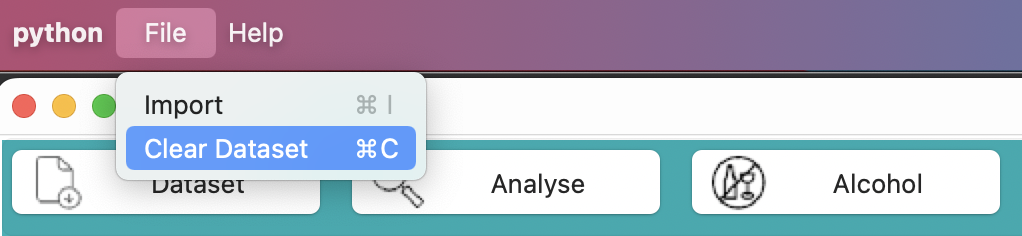 python File Help
Import ⌘ I
Clear Dataset ⌘C
Dataset Analyse Alcohol